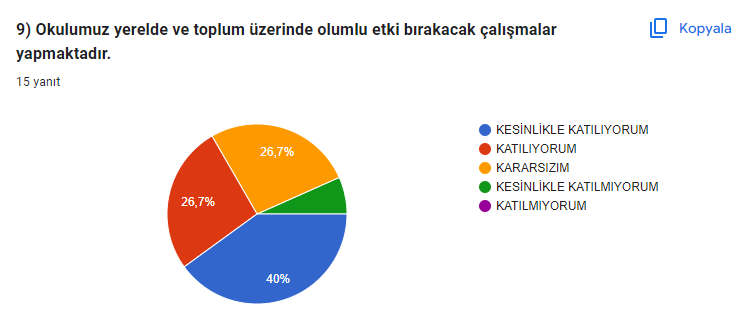 9) Okulumuz yerelde ve toplum üzerinde olumlu etki bırakacak çalışmalar
yapmaktadır.
Kopyala
15 yanıt
26,7%
26,7%
40%
KESİNLİKLE KATILIYORUM
KATILIYORUM
KARARSIZIM
KESİNLİKLE KATILMIYORUM
KATILMIYORUM